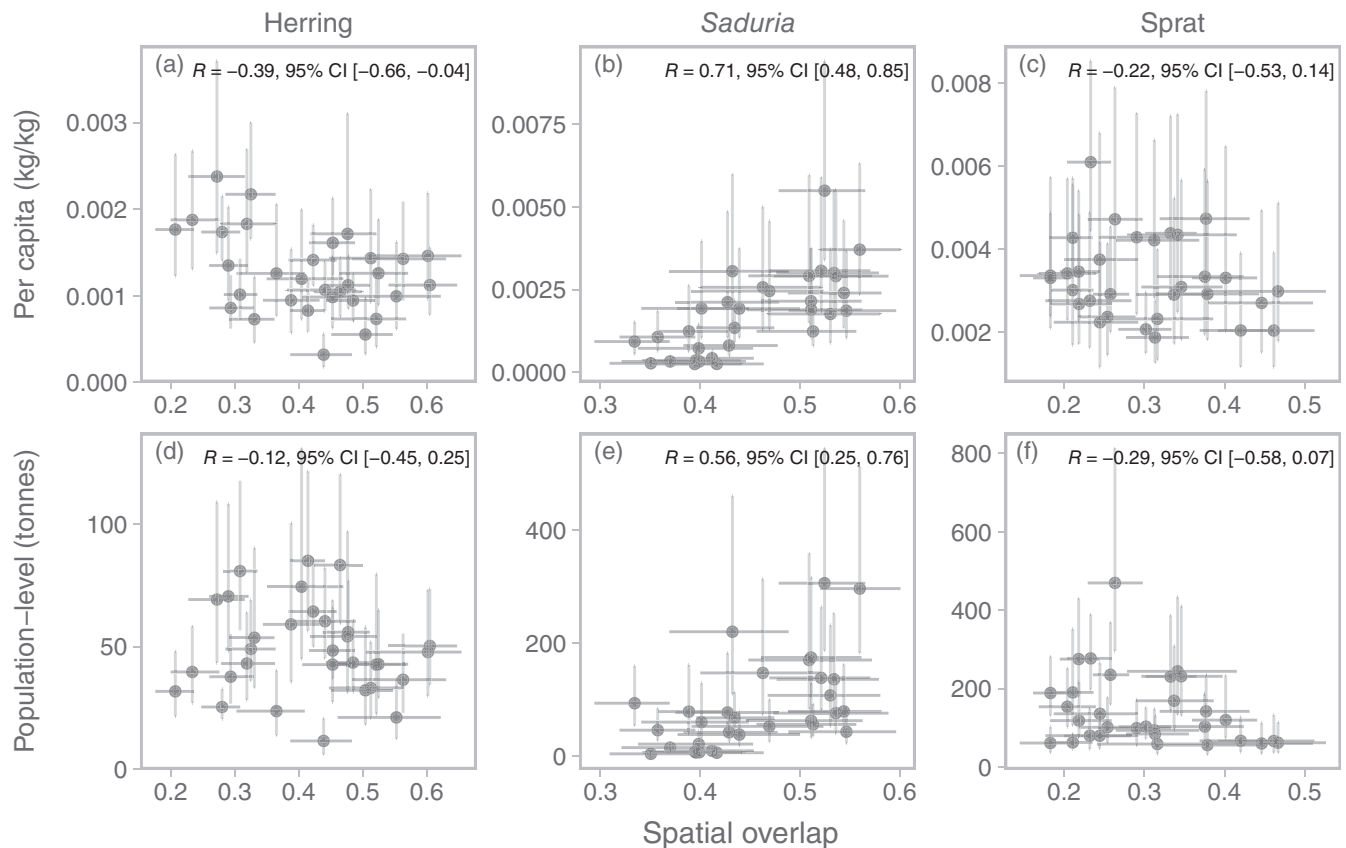 Herring
Saduria
Sprat
Per capita (kg/kg)
(a) R = −0.39, 95% CI [−0.66, −0.04]
0.003
0.002
0.001
0.000
0.2 0.3 0.4 0.5 0.6
(b) R = 0.71, 95% CI [0.48, 0.85]
0.0075
0.0050
0.0025
0.0000
0.3 0.4 0.5 0.6
(c) R = −0.22, 95% CI [−0.53, 0.14]
0.008
0.006
0.004
0.002
0.2 0.3 0.4 0.5
Population−level (tonnes)
(d) R = −0.12, 95% CI [−0.45, 0.25]
100
50
0
0.2 0.3 0.4 0.5 0.6
(e) R = 0.56, 95% CI [0.25, 0.76]
400
200
0
0.3 0.4 0.5 0.6
(f) R = −0.29, 95% CI [−0.58, 0.07]
800
600
400
200
0
0.2 0.3 0.4 0.5
Spatial overlap